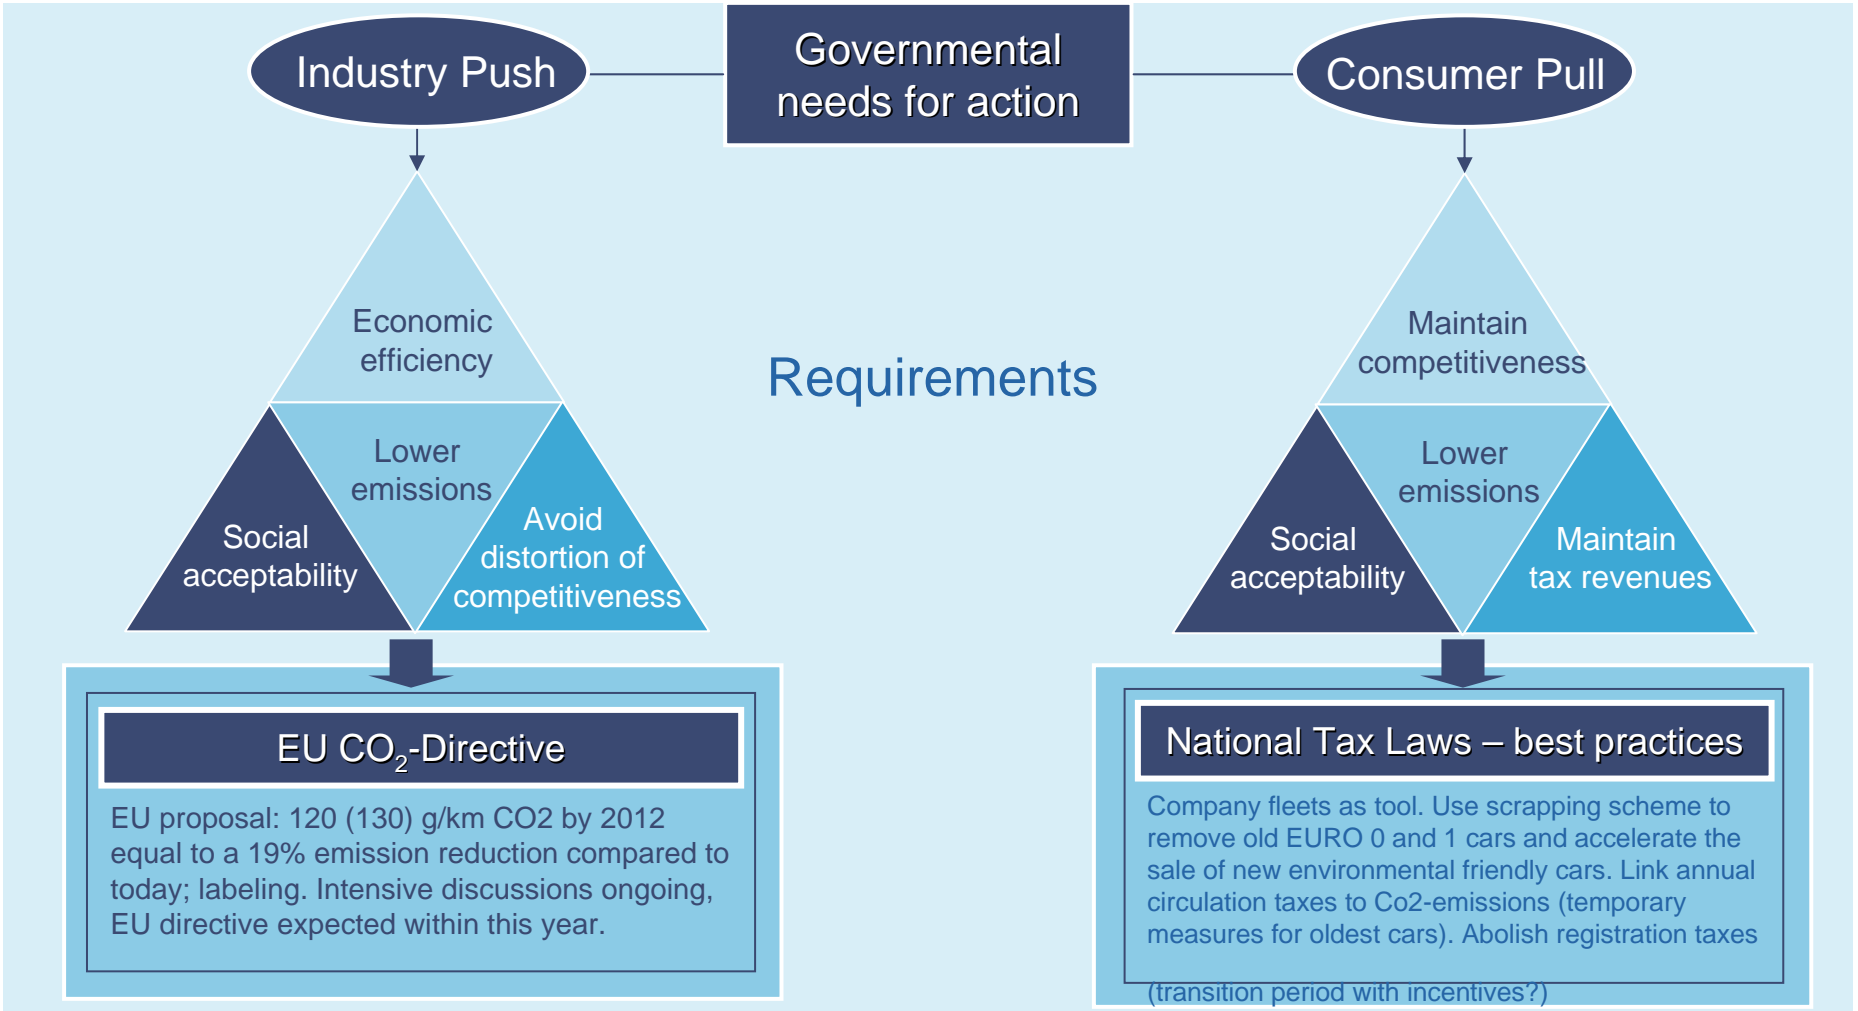 Industry Push
Governmental
needs for action
Consumer Pull
Economic
efficiency
Lower
emissions
Social
acceptability
Avoid
distortion of
competitiveness
Requirements
Maintain
competitiveness
Lower
emissions
Social
acceptability
Maintain
tax revenues
EU CO2-Directive
EU proposal: 120 (130) g/km CO2 by 2012
equal to a 19% emission reduction compared to
today; labeling. Intensive discussions ongoing,
EU directive expected within this year.
National Tax Laws – best practices
Company fleets as tool. Use scrapping scheme to
remove old EURO 0 and 1 cars and accelerate the
sale of new environmental friendly cars. Link annual
circulation taxes to Co2-emissions (temporary
measures for oldest cars). Abolish registration taxes
(transition period with incentives?)